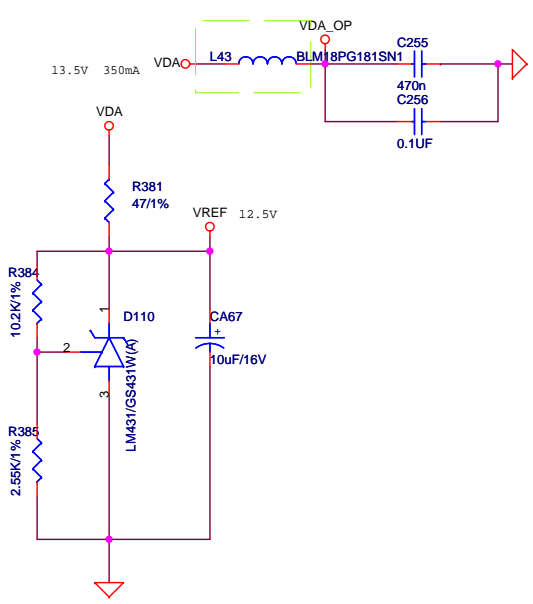 VDA_OP
C255
L43
BLM18PG181SN1
VDA
13.5V 350mA
470n
C256
0.1UF
VDA
R381
47/1%
VREF 12.5V
R384
10.2K/1%
1
D110
CA67
+
2
10uF/16V
LM431/GS431W(A)
3
R385
2.55K/1%